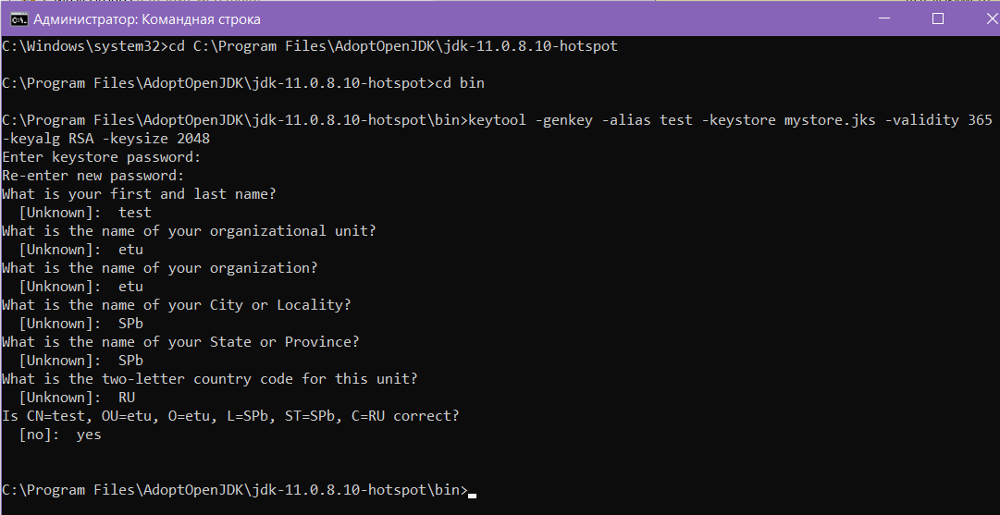 Администратор: Командная строка
C:\Windows\system32>cd C:\Program Files\AdoptOpenJDK\jdk-11.0.8.10-hotspot
C:\Program Files\AdoptOpenJDK\jdk-11.0.8.10-hotspot>cd bin
C:\Program Files\AdoptOpenJDK\jdk-11.0.8.10-hotspot\bin>keytool -genkey -alias test -keystore mystore.jks -validity 365
-keyalg RSA -keysize 2048
Enter keystore password:
Re-enter new password:
What is your first and last name?
  [Unknown]:  test
What is the name of your organizational unit?
  [Unknown]:  etu
What is the name of your organization?
  [Unknown]:  etu
What is the name of your City or Locality?
  [Unknown]:  SPb
What is the name of your State or Province?
  [Unknown]:  SPb
What is the two-letter country code for this unit?
  [Unknown]:  RU
Is CN=test, OU=etu, O=etu, L=SPb, ST=SPb, C=RU correct?
  [no]:  yes
C:\Program Files\AdoptOpenJDK\jdk-11.0.8.10-hotspot\bin>